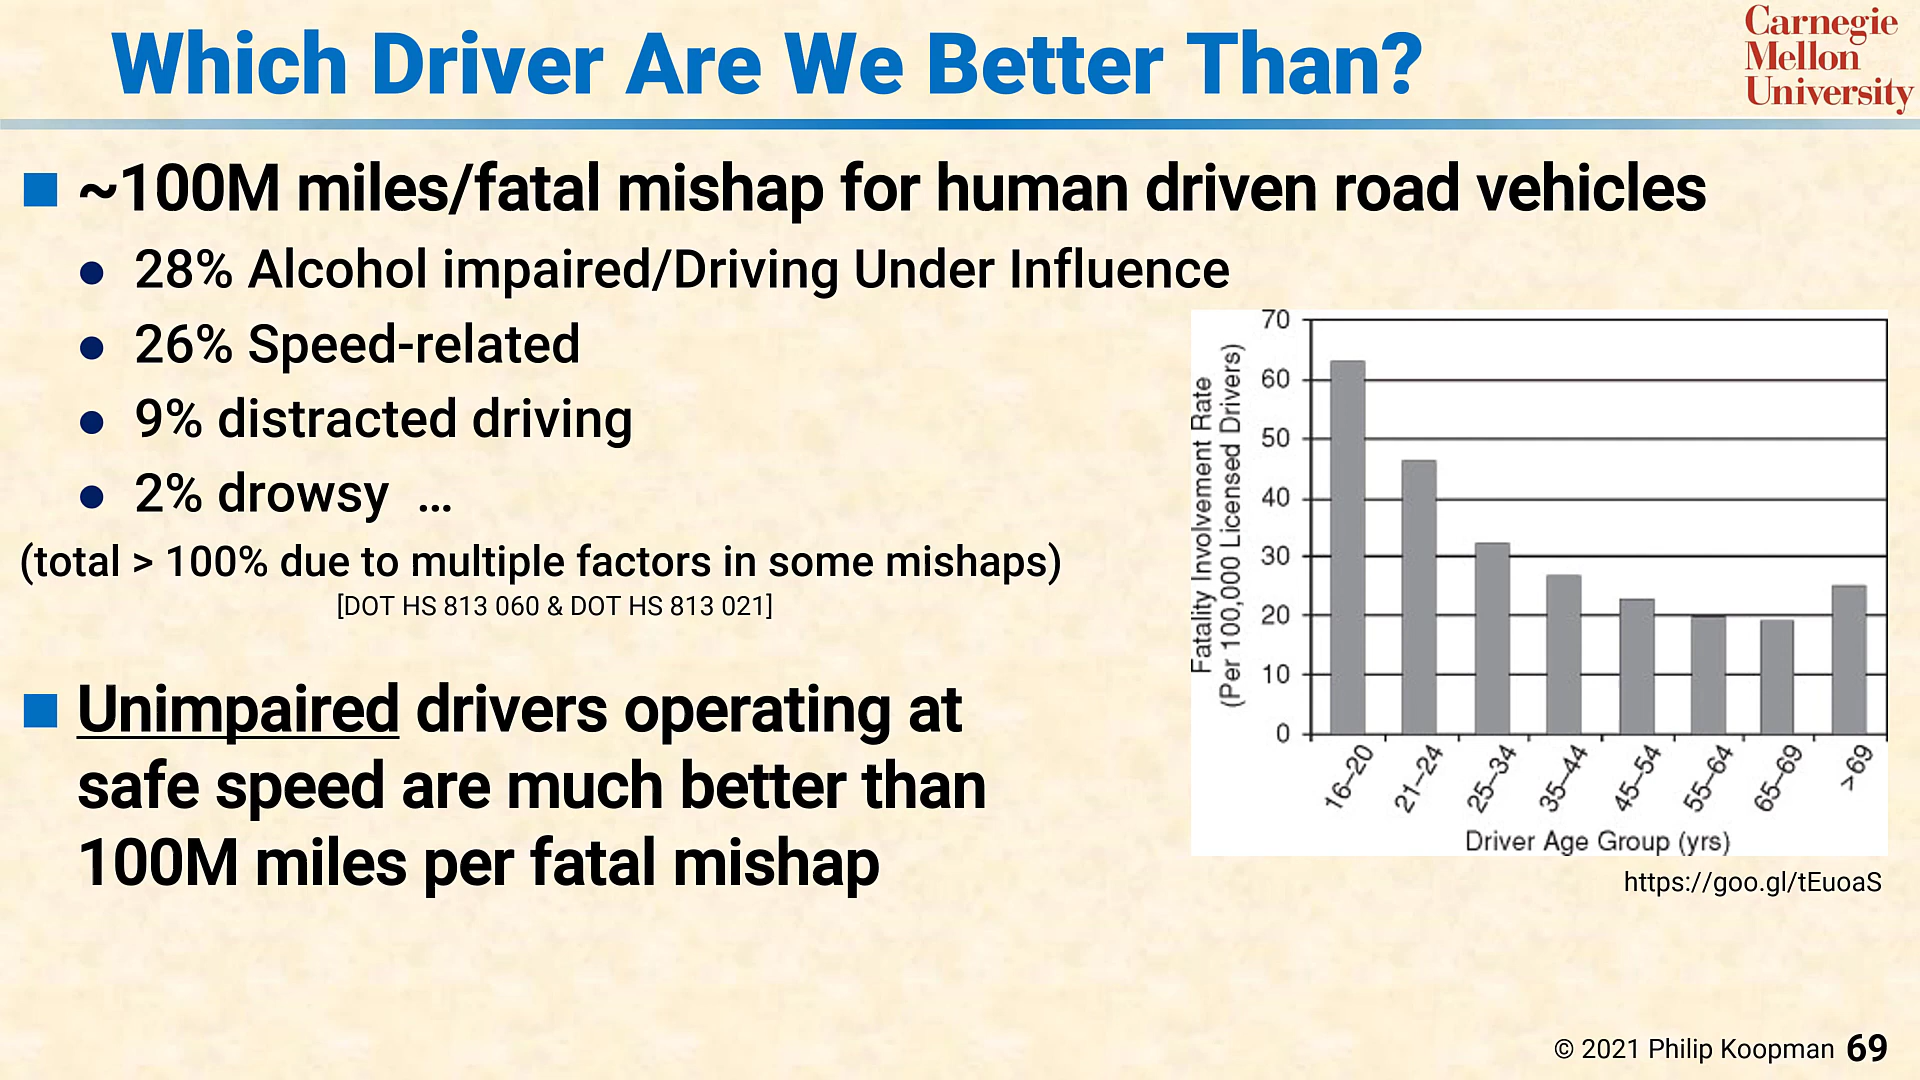 Which Driver Are We Better Than?
Carnegie
Mellon
University
~100M miles/fatal mishap for human driven road vehicles
28% Alcohol impaired/Driving Under Influence
26% Speed-related
9% distracted driving
2% drowsy ...
(total > 100% due to multiple factors in some mishaps)
[DOT HS 813 060 & DOT HS 813 021]
Unimpaired drivers operating at
safe speed are much better than
100M miles per fatal mishap
Fatality Involvement Rate
(Per 100,000 Licensed Drivers)
70
60
50
40
30
20
10
0
16–20
21–24
25–34
35–44
45–54
55–64
65–69
>69
Driver Age Group (yrs)
https://goo.gl/tEuoaS
© 2021 Philip Koopman 69